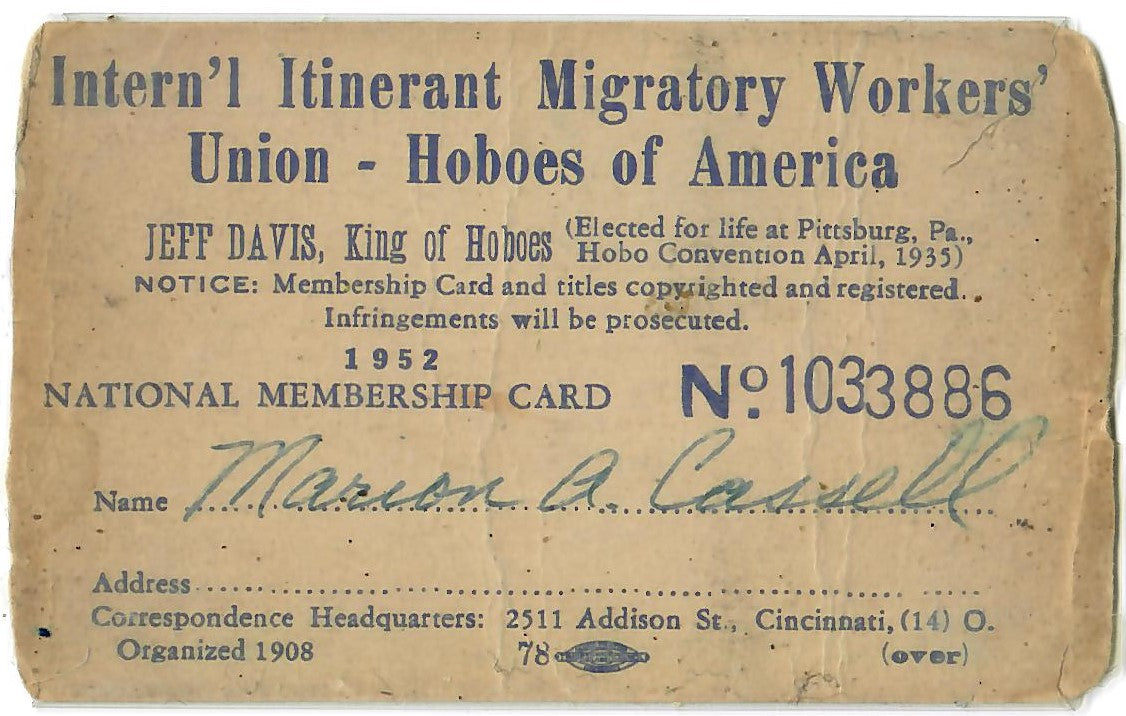 Intern'l Itinerant Migratory Workers'
Union - Hoboes of America
JEFF DAVIS, King of Hoboes (Elected for life at Pittsburg, Pa.,
Hobo Convention April, 1935)
NOTICE: Membership Card and titles copyrighted and registered.
Infringements will be prosecuted.
1952
NATIONAL MEMBERSHIP CARD No. 1033886
Name Marion A. Cassell
Address
Correspondence Headquarters: 2511 Addison St., Cincinnati, (14) O.
Organized 1908 78 (over)